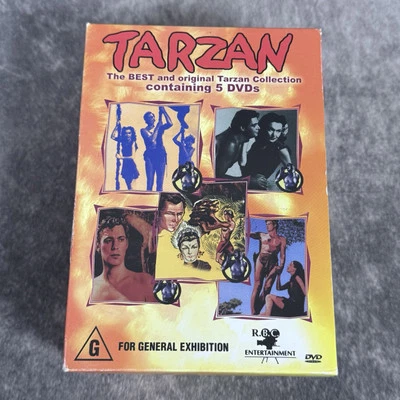 TARZAN
The BEST and original Tarzan Collection
containing 5 DVDs
G
FOR GENERAL EXHIBITION
R.B.C
ENTERTAINMENT
DVD